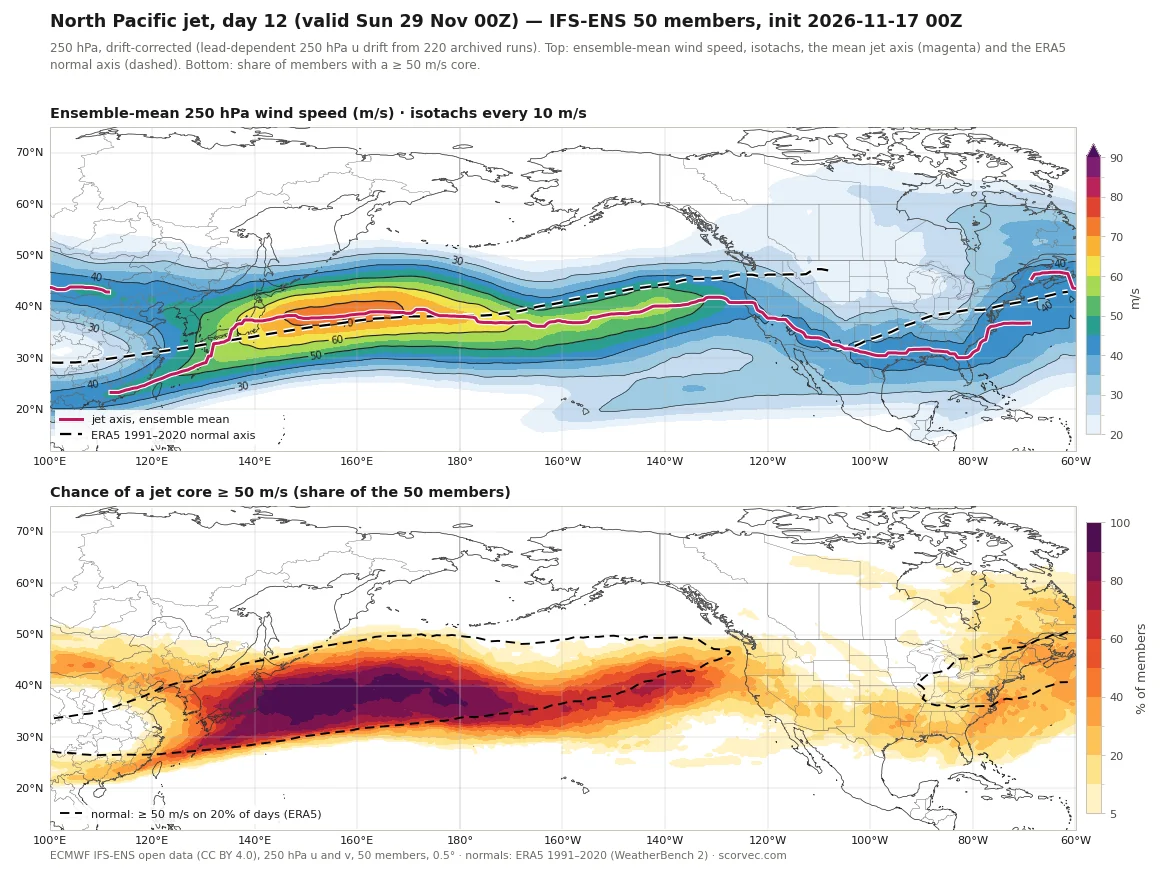 North Pacific jet, day 12 (valid Sun 29 Nov 00Z) — IFS-ENS 50 members, init 2026-11-17 00Z
250 hPa, drift-corrected (lead-dependent 250 hPa u drift from 220 archived runs). Top: ensemble-mean wind speed, isotachs, the mean jet axis (magenta) and the ERA5
normal axis (dashed). Bottom: share of members with a ≥ 50 m/s core.
Ensemble-mean 250 hPa wind speed (m/s) · isotachs every 10 m/s
70°N
60°N
50°N
40°N
30°N
20°N
40
30
40
30
50
60
70
30
40
40
jet axis, ensemble mean
ERA5 1991–2020 normal axis
100°E 120°E 140°E 160°E 180° 160°W 140°W 120°W 100°W 80°W 60°W
90
80
70
60
50
40
30
20
m/s
Chance of a jet core ≥ 50 m/s (share of the 50 members)
70°N
60°N
50°N
40°N
30°N
20°N
normal: ≥ 50 m/s on 20% of days (ERA5)
100°E 120°E 140°E 160°E 180° 160°W 140°W 120°W 100°W 80°W 60°W
100
80
60
40
20
5
% of members
ECMWF IFS-ENS open data (CC BY 4.0), 250 hPa u and v, 50 members, 0.5° · normals: ERA5 1991–2020 (WeatherBench 2) · scorvec.com